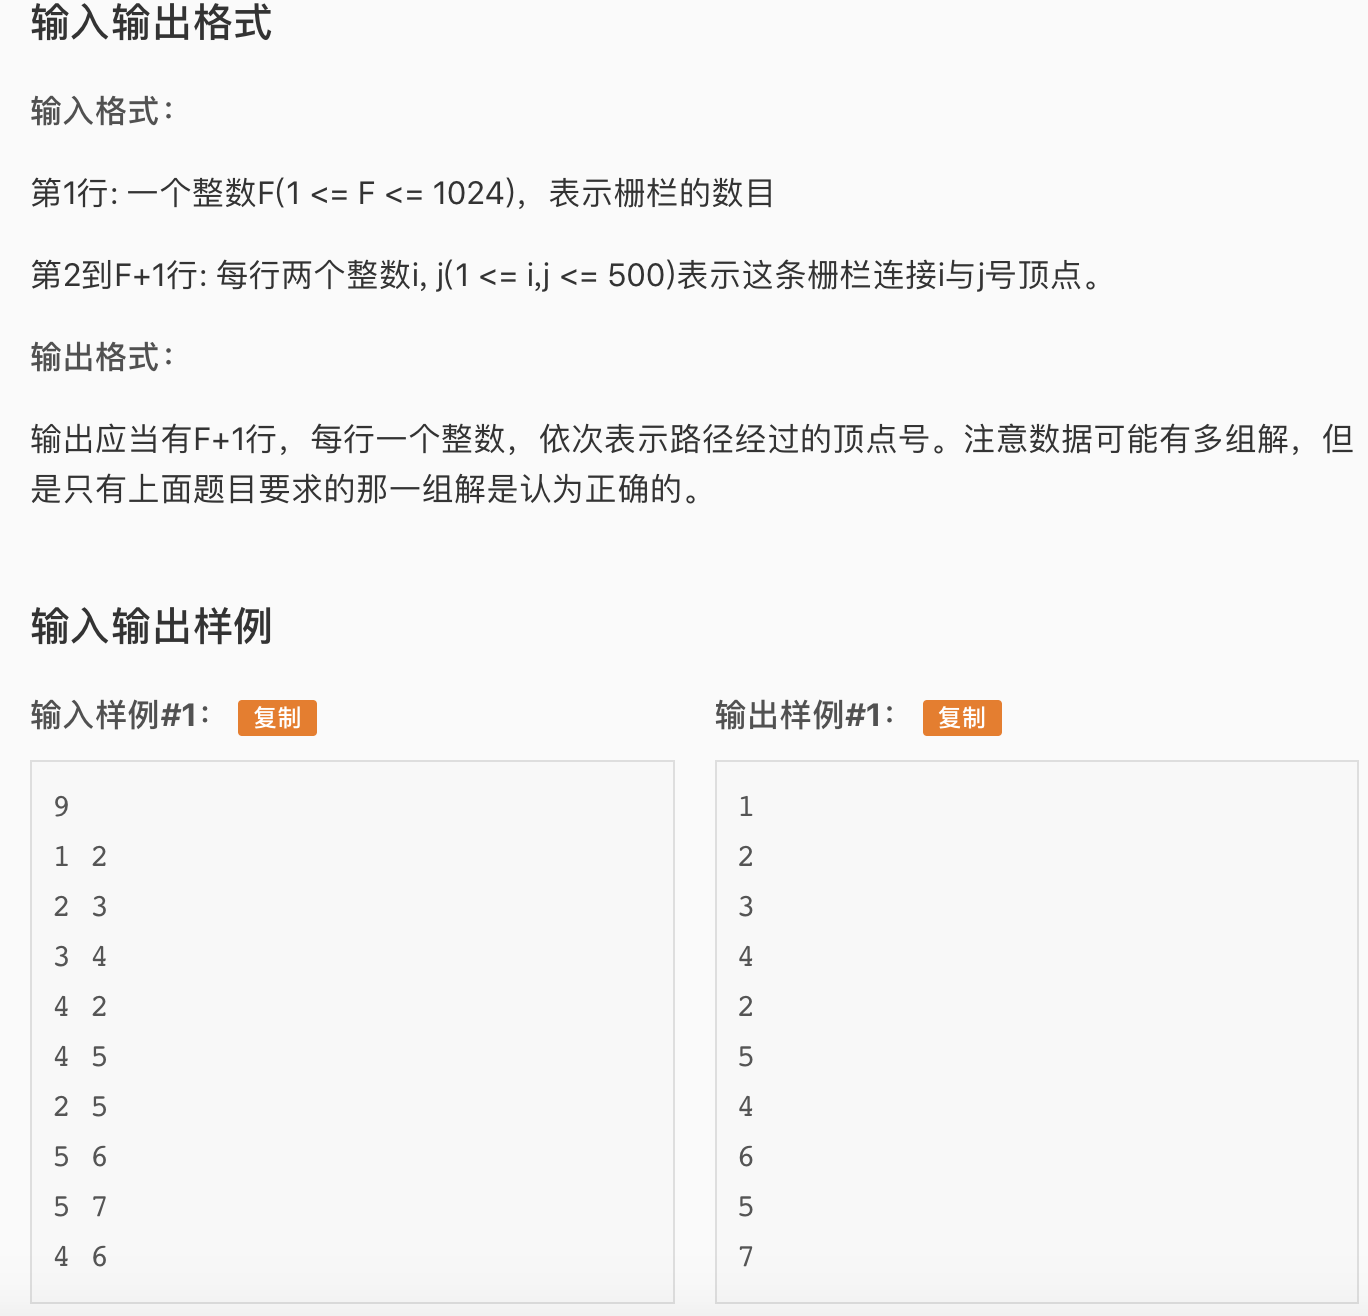 输入输出格式
输入格式：
第1行: 一个整数F(1 <= F <= 1024)，表示栅栏的数目
第2到F+1行: 每行两个整数i, j(1 <= i,j <= 500)表示这条栅栏连接i与j号顶点。
输出格式：
输出应当有F+1行，每行一个整数，依次表示路径经过的顶点号。注意数据可能有多组解，但
是只有上面题目要求的那一组解是认为正确的。
输入输出样例
输入样例#1： 复制
9
1 2
2 3
3 4
4 2
4 5
2 5
5 6
5 7
4 6
输出样例#1： 复制
1
2
3
4
2
5
4
6
5
7